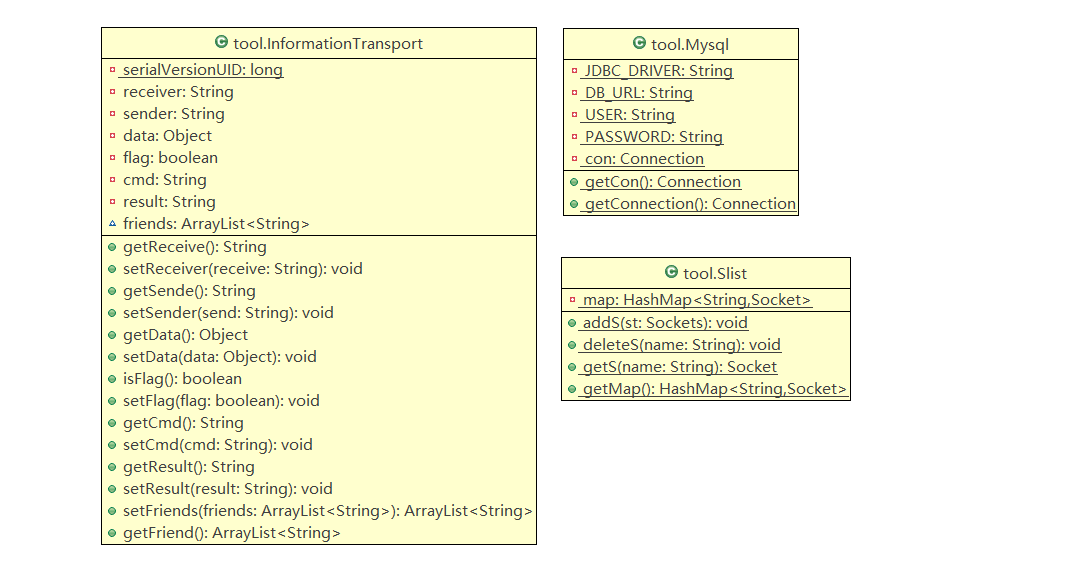 tool.InformationTransport
serialVersionUID: long
receiver: String
sender: String
data: Object
flag: boolean
cmd: String
result: String
friends: ArrayList<String>
getReceive(): String
setReceiver(receive: String): void
getSende(): String
setSender(send: String): void
getData(): Object
setData(data: Object): void
isFlag(): boolean
setFlag(flag: boolean): void
getCmd(): String
setCmd(cmd: String): void
getResult(): String
setResult(result: String): void
setFriends(friends: ArrayList<String>): ArrayList<String>
getFriend(): ArrayList<String>
tool.Mysql
JDBC_DRIVER: String
DB_URL: String
USER: String
PASSWORD: String
con: Connection
getCon(): Connection
getConnection(): Connection
tool.Slist
map: HashMap<String,Socket>
addS(st: Sockets): void
deleteS(name: String): void
getS(name: String): Socket
getMap(): HashMap<String,Socket>